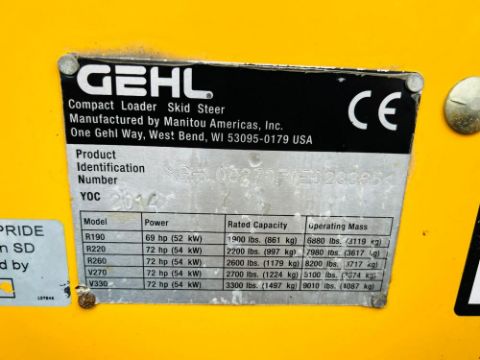 GEHL
Compact Loader Skid Steer
Manufactured by Manitou Americas, Inc.
One Gehl Way, West Bend, WI 53095-0179 USA
CE
Product
Identification
Number
YOC 2014
Model Power Rated Capacity Operating Mass
R190 69 hp (52 kW) 1900 lbs. (861 kg) 6880 lbs. (3119 kg)
R220 72 hp (54 kW) 2200 lbs. (997 kg) 7980 lbs. (3617 kg)
R260 72 hp (54 kW) 2600 lbs. (1179 kg) 8200 lbs. (3717 kg)
V270 72 hp (54 kW) 2700 lbs. (1224 kg) kg)
V330 72 hp (54 kW) 3300 lbs. (1497 kg) 9010 lbs. (4087 kg)
PRIDE
n SD
d by